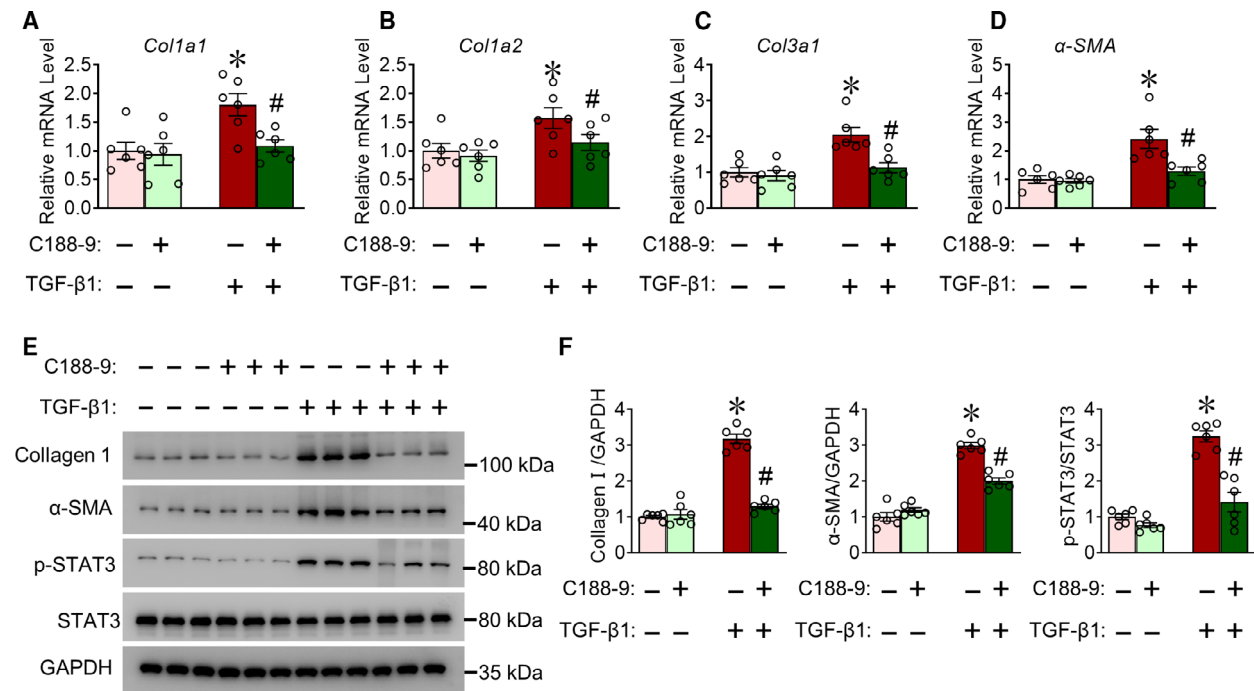 A
Col1a1
Relative mRNA Level
2.5
2.0
1.5
1.0
0.5
0.0
*
#
C188-9: – + – +
TGF-β1: – – + +
B
Col1a2
Relative mRNA Level
2.5
2.0
1.5
1.0
0.5
0.0
*
#
C188-9: – + – +
TGF-β1: – – + +
C
Col3a1
Relative mRNA Level
4
3
2
1
0
*
#
C188-9: – + – +
TGF-β1: – – + +
D
α-SMA
Relative mRNA Level
5
4
3
2
1
0
*
#
C188-9: – + – +
TGF-β1: – – + +
E
C188-9: – – – + + + – – – + + +
TGF-β1: – – – – – – + + + + + +
Collagen 1
100 kDa
α-SMA
40 kDa
p-STAT3
80 kDa
STAT3
80 kDa
GAPDH
35 kDa
F
Collagen I /GAPDH
4
3
2
1
0
*
#
C188-9: – + – +
TGF-β1: – – + +
α-SMA/GAPDH
4
3
2
1
0
*
#
C188-9: – + – +
TGF-β1: – – + +
p-STAT3/STAT3
4
3
2
1
0
*
#
C188-9: – + – +
TGF-β1: – – + +